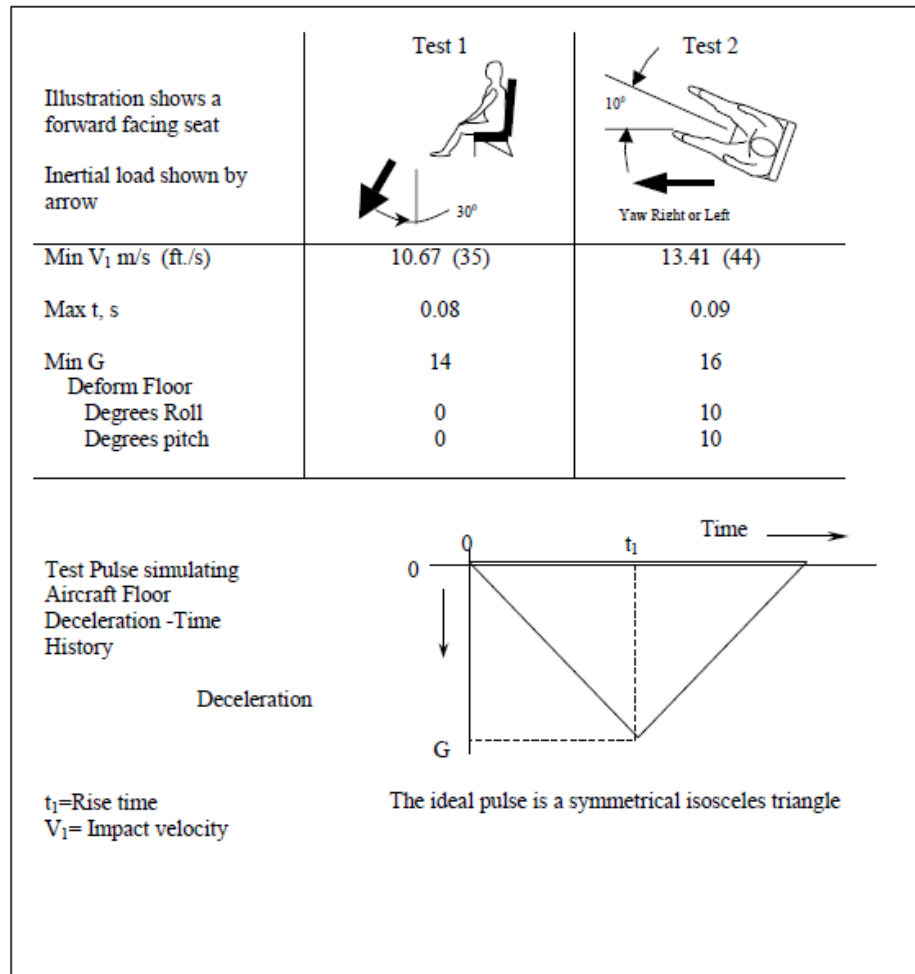 Test 1
Test 2
Illustration shows a
forward facing seat
10⁰
Inertial load shown by
arrow
30⁰
Yaw Right or Left
Min V₁ m/s (ft./s) 10.67 (35) 13.41 (44)
Max t, s 0.08 0.09
Min G 14 16
Deform Floor
Degrees Roll 0 10
Degrees pitch 0 10
0 t₁ Time
Test Pulse simulating 0
Aircraft Floor
Deceleration -Time
History
Deceleration
G
t₁=Rise time The ideal pulse is a symmetrical isosceles triangle
V₁= Impact velocity